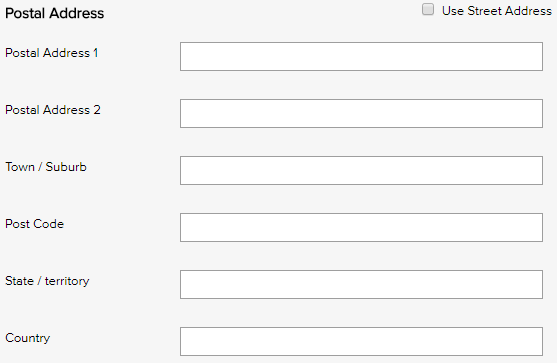 Postal Address
Use Street Address
Postal Address 1
Postal Address 2
Town / Suburb
Post Code
State / territory
Country